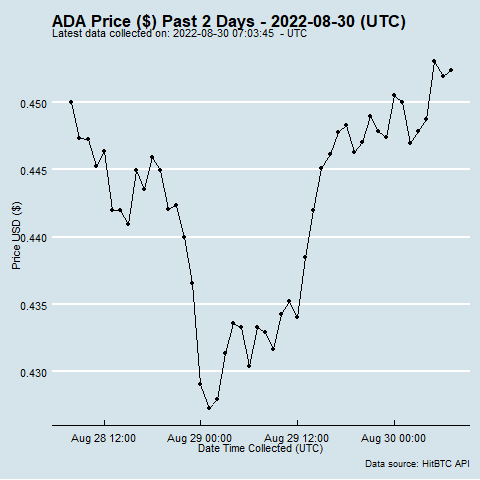 ADA Price ($) Past 2 Days - 2022-08-30 (UTC)
Latest data collected on: 2022-08-30 07:03:45 - UTC
0.450
0.445
0.440
0.435
0.430
Price USD ($)
Aug 28 12:00 Aug 29 00:00 Aug 29 12:00 Aug 30 00:00
Date Time Collected (UTC)
Data source: HitBTC API